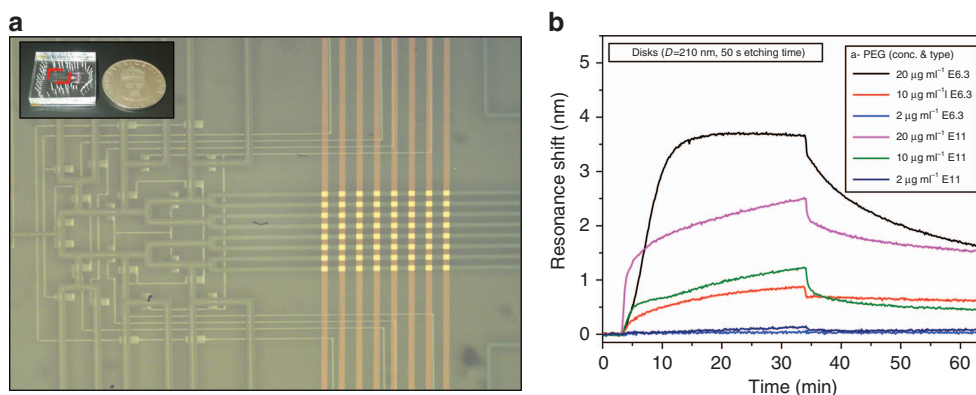 a
b
Disks (D=210 nm, 50 s etching time)
a- PEG (conc. & type)
20 μg ml⁻¹ E6.3
10 μg ml⁻¹l E6.3
2 μg ml⁻¹ E6.3
20 μg ml⁻¹ E11
10 μg ml⁻¹ E11
2 μg ml⁻¹ E11
Resonance shift (nm)
5
4
3
2
1
0
0 10 20 30 40 50 60
Time (min)